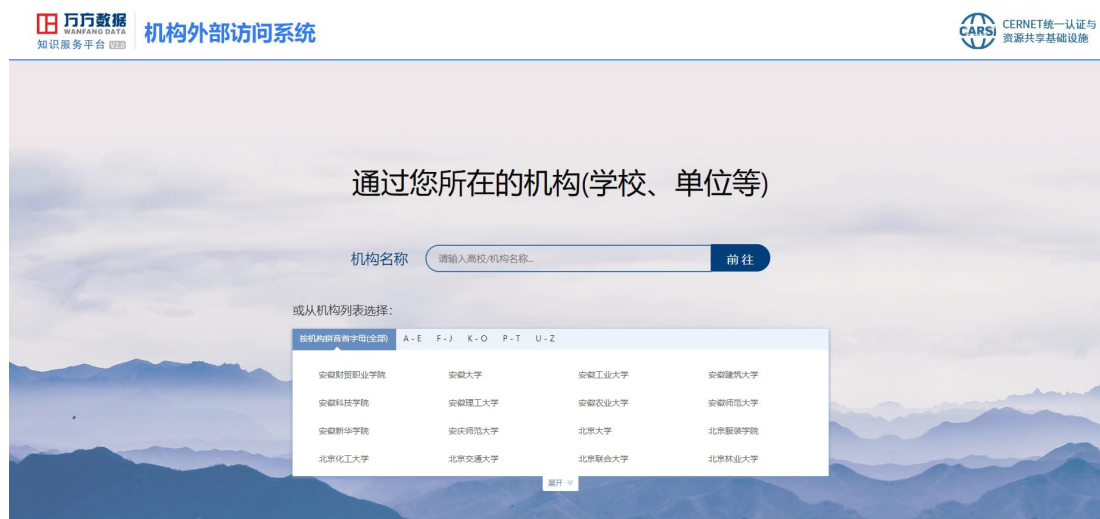 万方数据
WANFANG DATA
知识服务平台 V2.0
机构外部访问系统
CARSI
CERNET统一认证与
资源共享基础设施
通过您所在的机构(学校、单位等)
机构名称 请输入高校/机构名称... 前往
或从机构列表选择：
按机构拼音首字母(全部) A-E F-J K-O P-T U-Z
安徽财贸职业学院 安徽大学 安徽工业大学 安徽建筑大学
安徽科技学院 安徽理工大学 安徽农业大学 安徽师范大学
安徽新华学院 安庆师范大学 北京大学 北京服装学院
北京化工大学 北京交通大学 北京联合大学 北京林业大学
展开